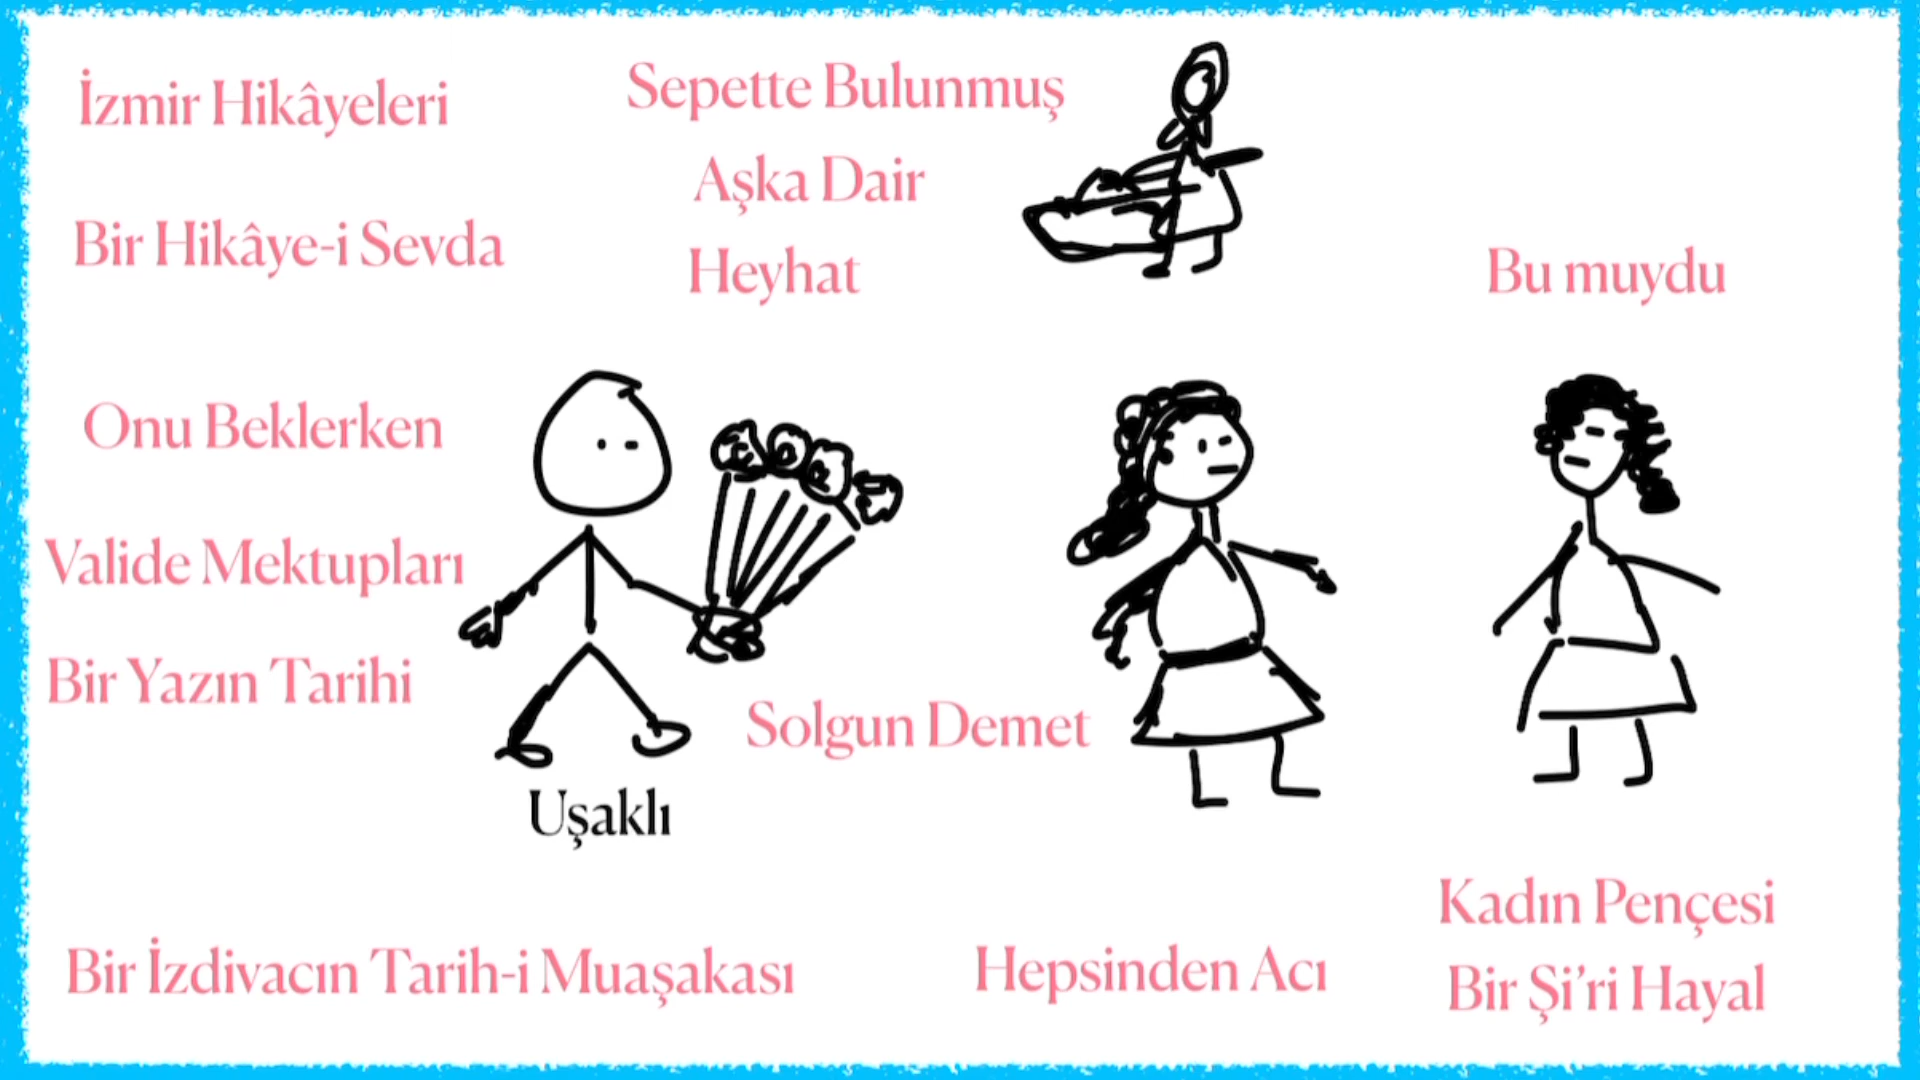 İzmir Hikâyeleri
Sepette Bulunmuş
Aşka Dair
Heyhat
Bir Hikâye-i Sevda
Bu muydu
Onu Beklerken
Valide Mektupları
Bir Yazın Tarihi
Solgun Demet
Uşaklı
Bir İzdivacın Tarih-i Muaşakası
Hepsinden Acı
Kadın Pençesi
Bir Şi’ri Hayal